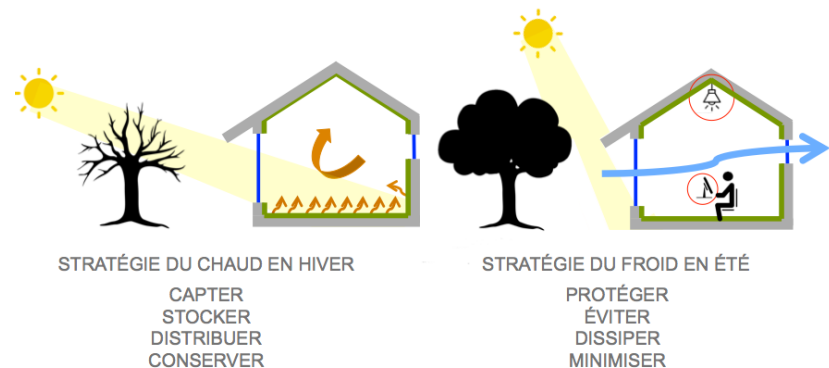 STRATÉGIE DU CHAUD EN HIVER
CAPTER
STOCKER
DISTRIBUER
CONSERVER
STRATÉGIE DU FROID EN ÉTÉ
PROTÉGER
ÉVITER
DISSIPER
MINIMISER